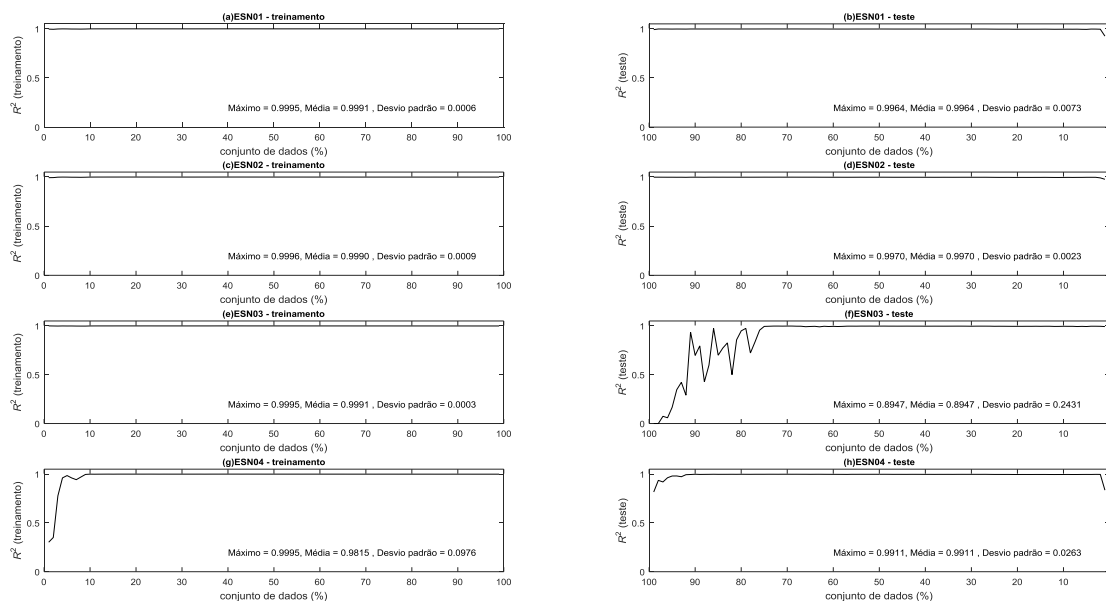 (a)ESN01 - treinamento
R² (treinamento)
1
0.5
0
Máximo = 0.9995, Média = 0.9991 , Desvio padrão = 0.0006
0 10 20 30 40 50 60 70 80 90 100
conjunto de dados (%)
(b)ESN01 - teste
R² (teste)
1
0.5
0
Máximo = 0.9964, Média = 0.9964 , Desvio padrão = 0.0073
100 90 80 70 60 50 40 30 20 10
conjunto de dados (%)
(c)ESN02 - treinamento
R² (treinamento)
1
0.5
0
Máximo = 0.9996, Média = 0.9990 , Desvio padrão = 0.0009
0 10 20 30 40 50 60 70 80 90 100
conjunto de dados (%)
(d)ESN02 - teste
R² (teste)
1
0.5
0
Máximo = 0.9970, Média = 0.9970 , Desvio padrão = 0.0023
100 90 80 70 60 50 40 30 20 10
conjunto de dados (%)
(e)ESN03 - treinamento
R² (treinamento)
1
0.5
0
Máximo = 0.9995, Média = 0.9991 , Desvio padrão = 0.0003
0 10 20 30 40 50 60 70 80 90 100
conjunto de dados (%)
(f)ESN03 - teste
R² (teste)
1
0.5
0
Máximo = 0.8947, Média = 0.8947 , Desvio padrão = 0.2431
100 90 80 70 60 50 40 30 20 10
conjunto de dados (%)
(g)ESN04 - treinamento
R² (treinamento)
1
0.5
0
Máximo = 0.9995, Média = 0.9815 , Desvio padrão = 0.0976
0 10 20 30 40 50 60 70 80 90 100
conjunto de dados (%)
(h)ESN04 - teste
R² (teste)
1
0.5
0
Máximo = 0.9911, Média = 0.9911 , Desvio padrão = 0.0263
100 90 80 70 60 50 40 30 20 10
conjunto de dados (%)